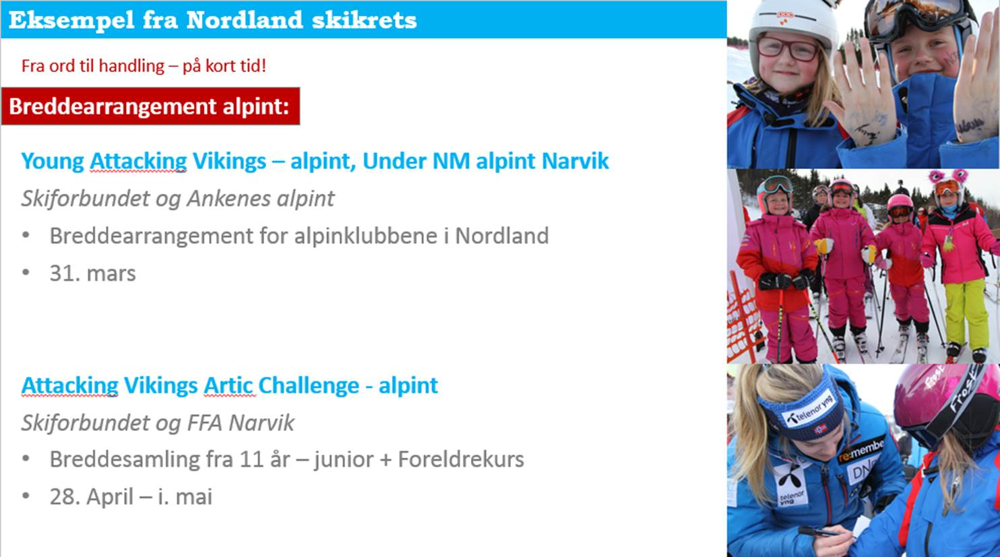 Eksempel fra Nordland skikrets
Fra ord til handling – på kort tid!
Breddearrangement alpint:
Young Attacking Vikings – alpint, Under NM alpint Narvik
Skiforbundet og Ankenes alpint
• Breddearrangement for alpinklubbene i Nordland
• 31. mars
Attacking Vikings Artic Challenge - alpint
Skiforbundet og FFA Narvik
• Breddesamling fra 11 år – junior + Foreldrekurs
• 28. April – i. mai
poc
telenor yng
re:membe
DN
telenor
yng
Frost
Frost